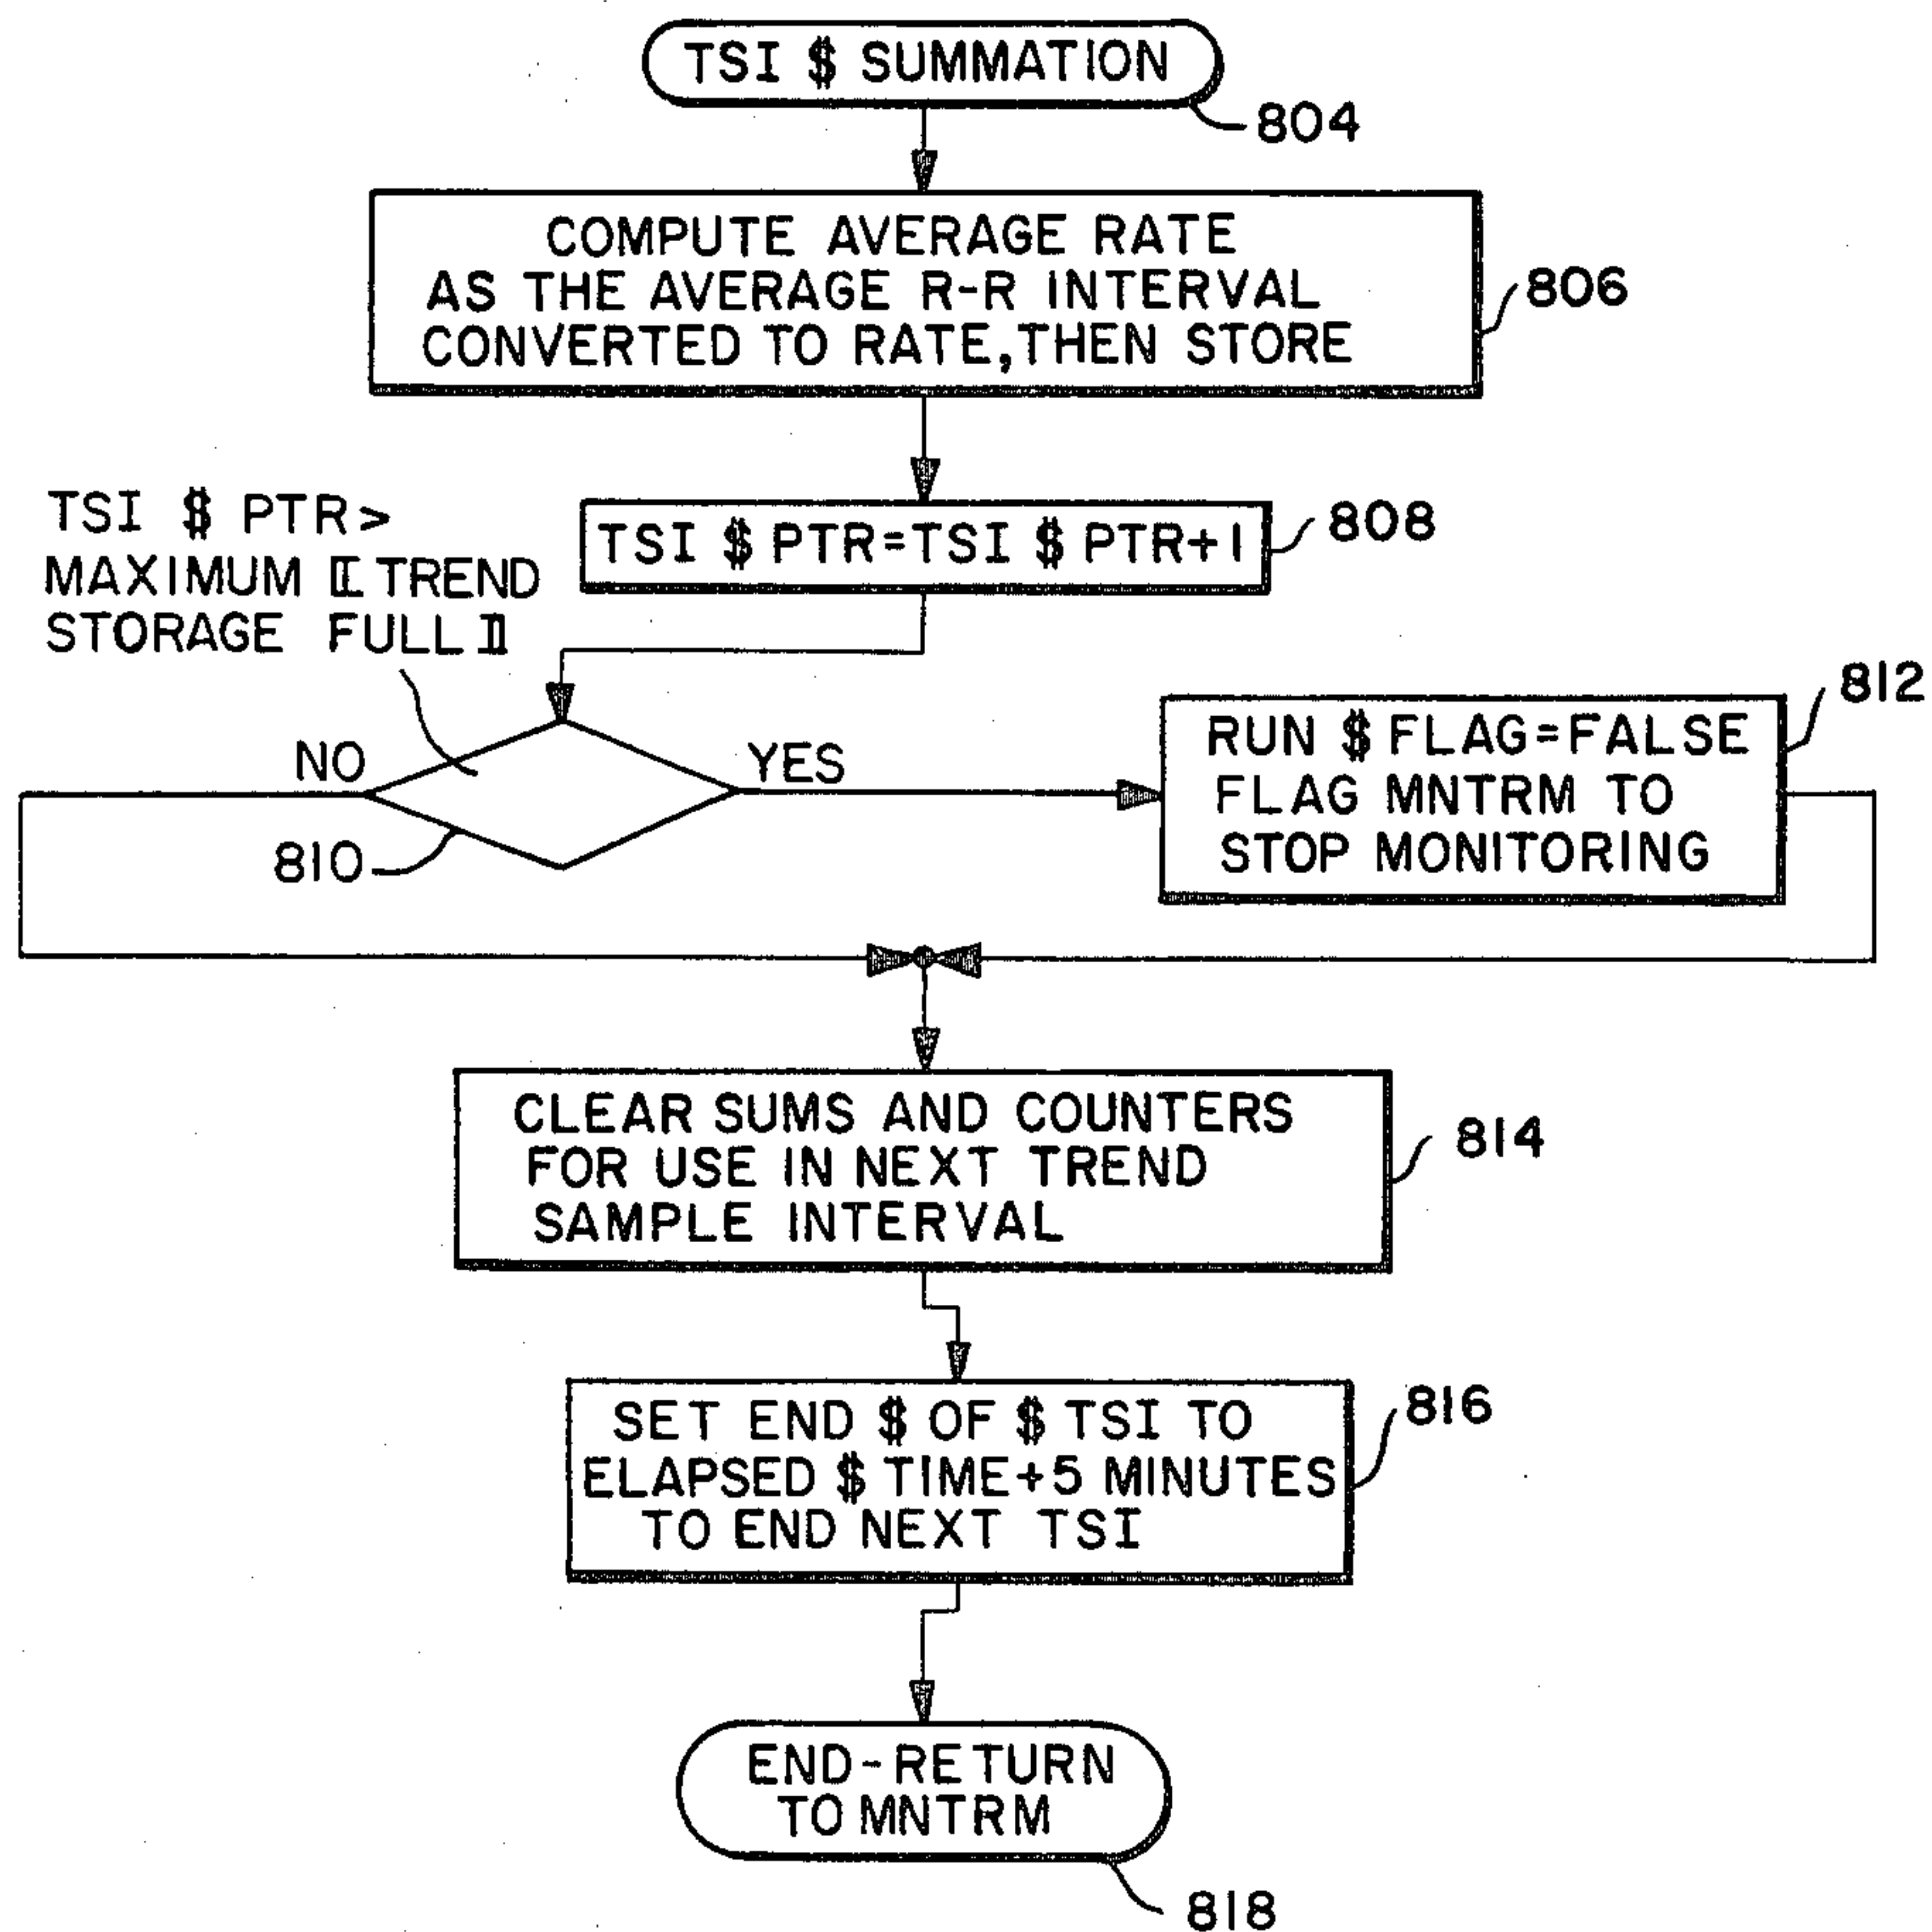 TSI $ SUMMATION
804
COMPUTE AVERAGE RATE
AS THE AVERAGE R-R INTERVAL
CONVERTED TO RATE, THEN STORE
806
TSI $ PTR=TSI $ PTR+1
808
TSI $ PTR>
MAXIMUM [TREND
STORAGE FULL]
NO
YES
810
RUN $ FLAG=FALSE
FLAG MNTRM TO
STOP MONITORING
812
CLEAR SUMS AND COUNTERS
FOR USE IN NEXT TREND
SAMPLE INTERVAL
814
SET END $ OF $ TSI TO
ELAPSED $ TIME+5 MINUTES
TO END NEXT TSI
816
END-RETURN
TO MNTRM
818